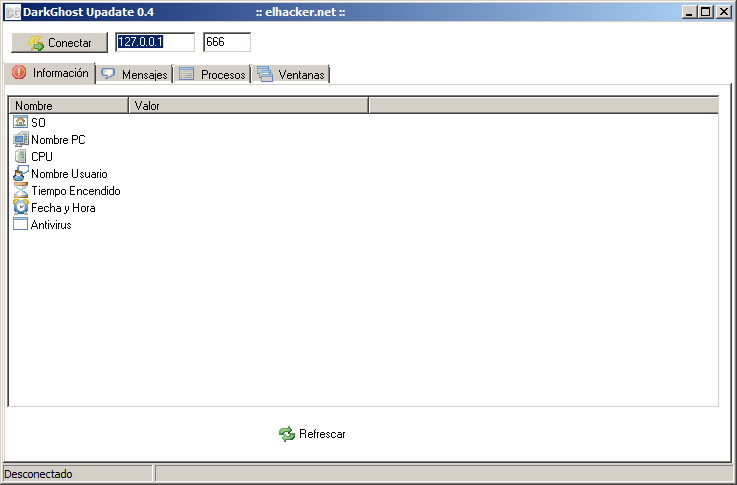 DG DarkGhost Upadate 0.4 :: elhacker.net ::
Conectar 127.0.0.1 666
Información Mensajes Procesos Ventanas
Nombre Valor
SO
Nombre PC
CPU
Nombre Usuario
Tiempo Encendido
Fecha y Hora
Antivirus
Refrescar
Desconectado